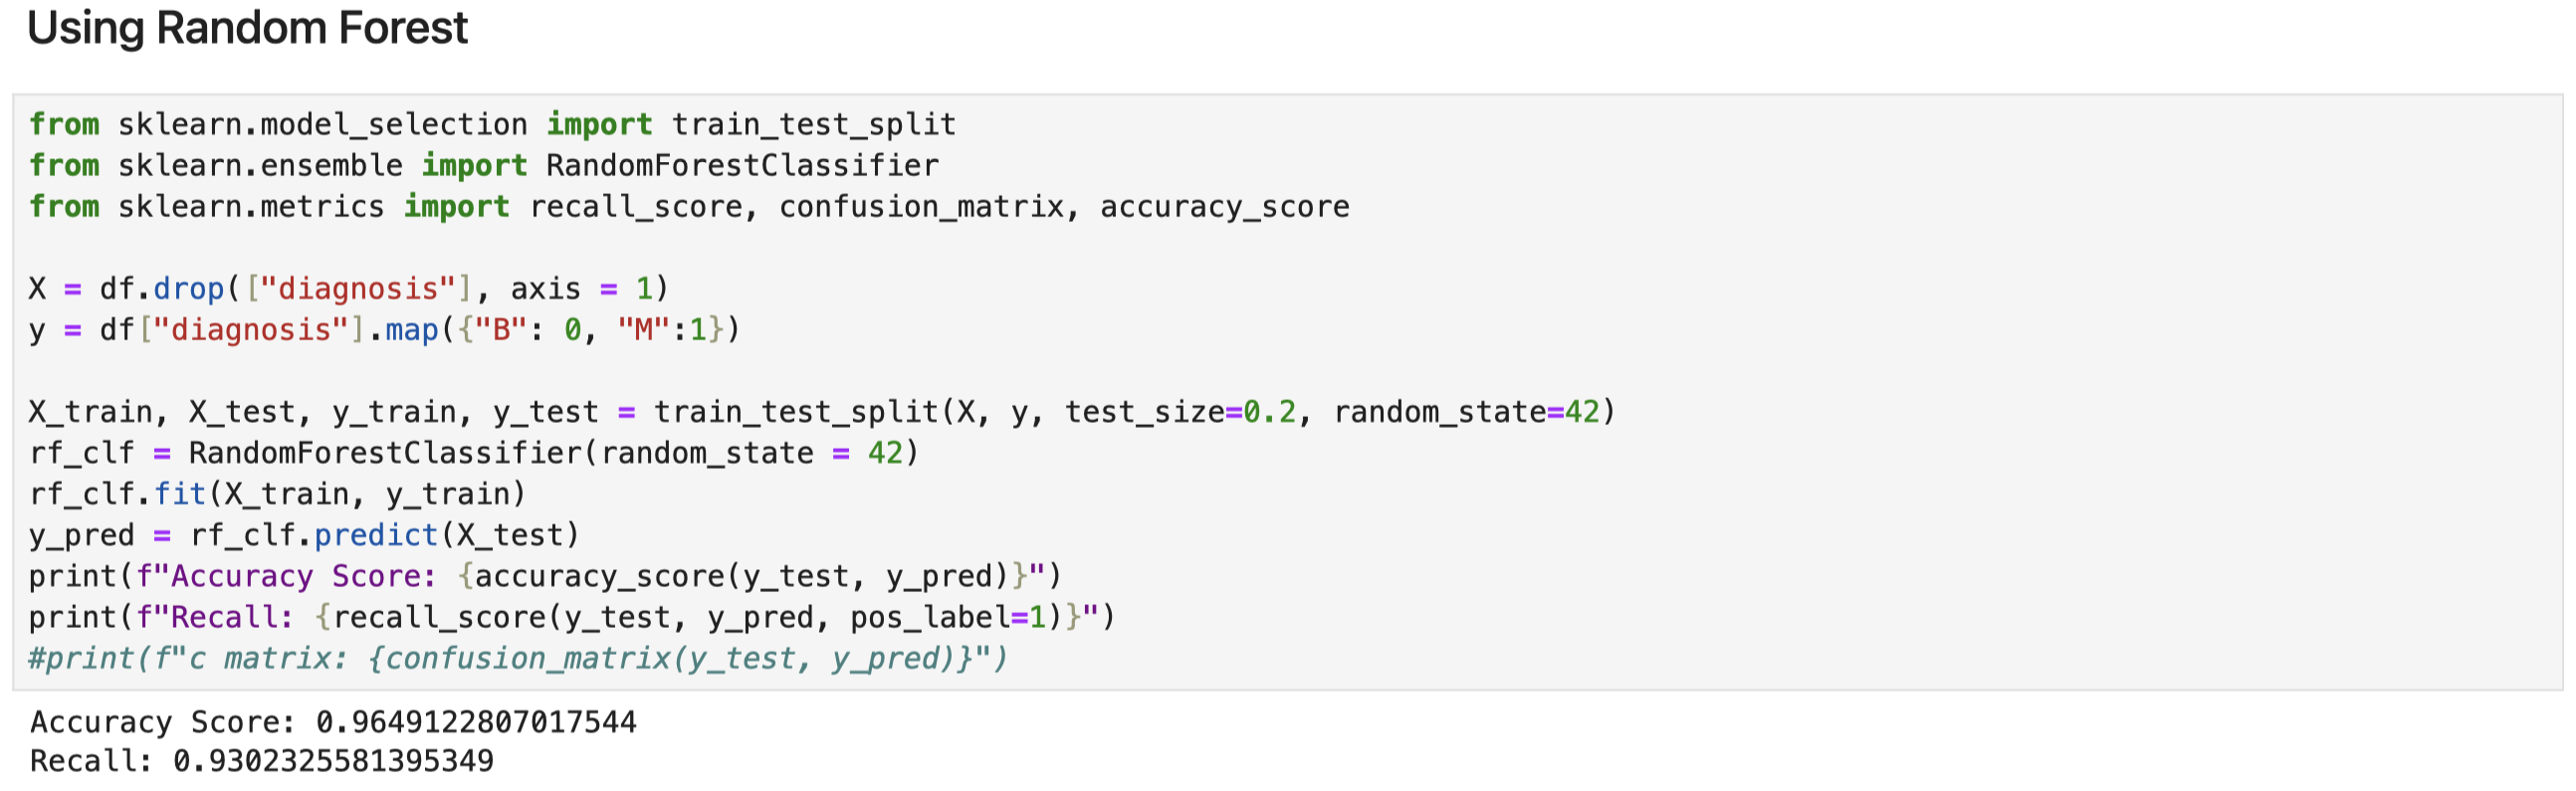 Using Random Forest
from sklearn.model_selection import train_test_split
from sklearn.ensemble import RandomForestClassifier
from sklearn.metrics import recall_score, confusion_matrix, accuracy_score
X = df.drop(["diagnosis"], axis = 1)
y = df["diagnosis"].map({"B": 0, "M":1})
X_train, X_test, y_train, y_test = train_test_split(X, y, test_size=0.2, random_state=42)
rf_clf = RandomForestClassifier(random_state = 42)
rf_clf.fit(X_train, y_train)
y_pred = rf_clf.predict(X_test)
print(f"Accuracy Score: {accuracy_score(y_test, y_pred)}")
print(f"Recall: {recall_score(y_test, y_pred, pos_label=1)}")
#print(f"c matrix: {confusion_matrix(y_test, y_pred)}")
Accuracy Score: 0.9649122807017544
Recall: 0.9302325581395349